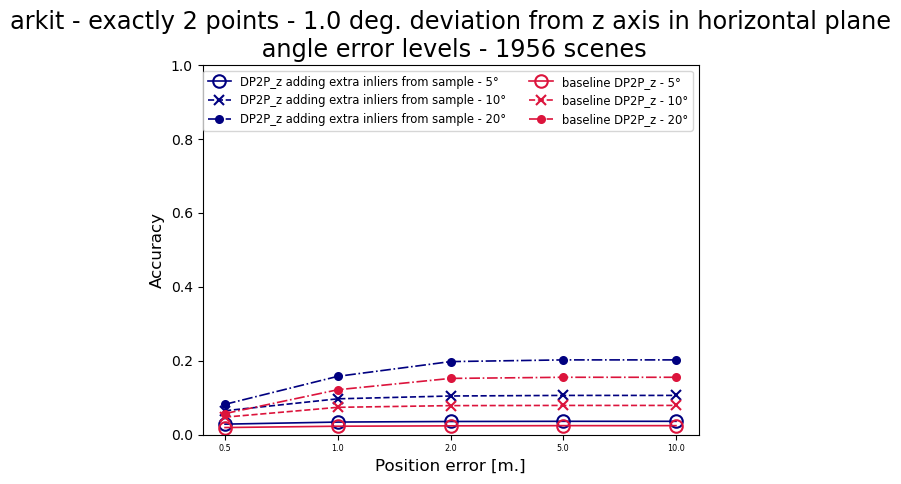 arkit - exactly 2 points - 1.0 deg. deviation from z axis in horizontal plane
angle error levels - 1956 scenes
DP2P_z adding extra inliers from sample - 5°
DP2P_z adding extra inliers from sample - 10°
DP2P_z adding extra inliers from sample - 20°
baseline DP2P_z - 5°
baseline DP2P_z - 10°
baseline DP2P_z - 20°
1.0
0.8
0.6
0.4
0.2
0.0
Accuracy
0.5 1.0 2.0 5.0 10.0
Position error [m.]